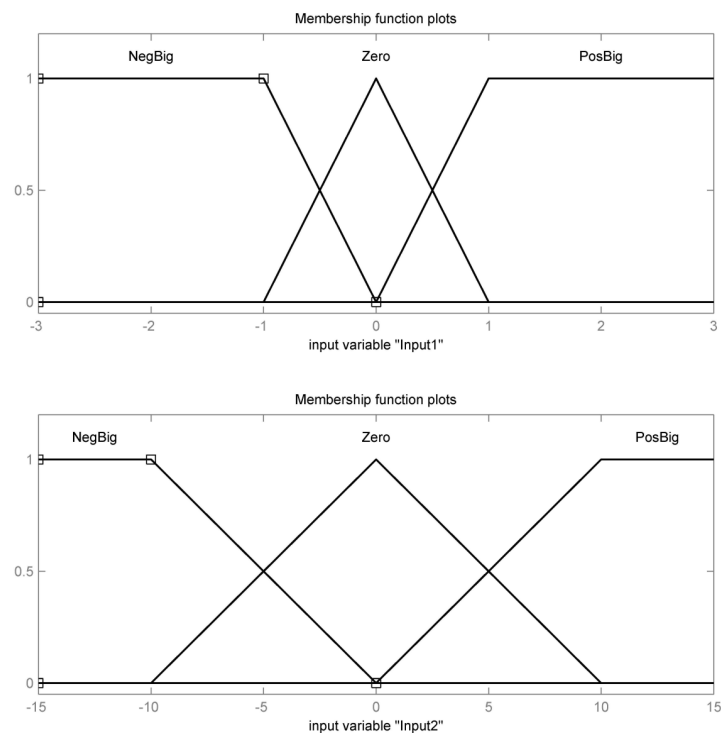 Membership function plots
NegBig Zero PosBig
1
0.5
0
-3 -2 -1 0 1 2 3
input variable "Input1"
Membership function plots
NegBig Zero PosBig
1
0.5
0
-15 -10 -5 0 5 10 15
input variable "Input2"